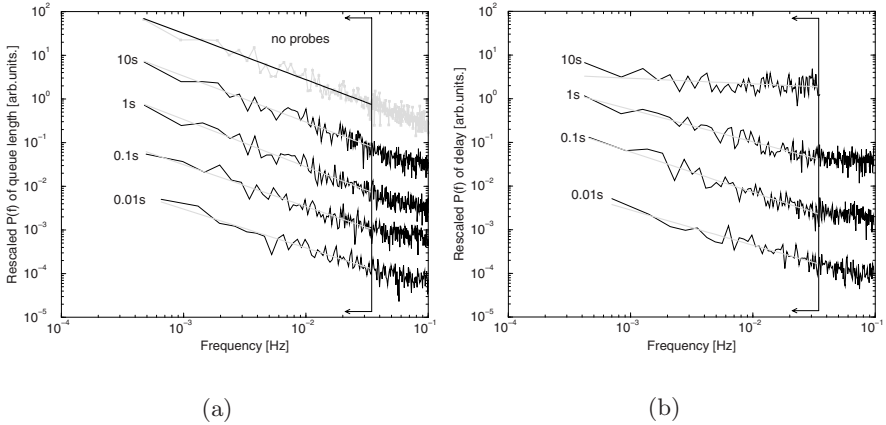 Rescaled P(f) of queue length [arb.units.]
10²
10¹
10⁰
10⁻¹
10⁻²
10⁻³
10⁻⁴
10⁻⁵
no probes
10s
1s
0.1s
0.01s
10⁻⁴
10⁻³
10⁻²
10⁻¹
Frequency [Hz]
(a)
Rescaled P(f) of delay [arb.units.]
10²
10¹
10⁰
10⁻¹
10⁻²
10⁻³
10⁻⁴
10⁻⁵
10s
1s
0.1s
0.01s
10⁻⁴
10⁻³
10⁻²
10⁻¹
Frequency [Hz]
(b)